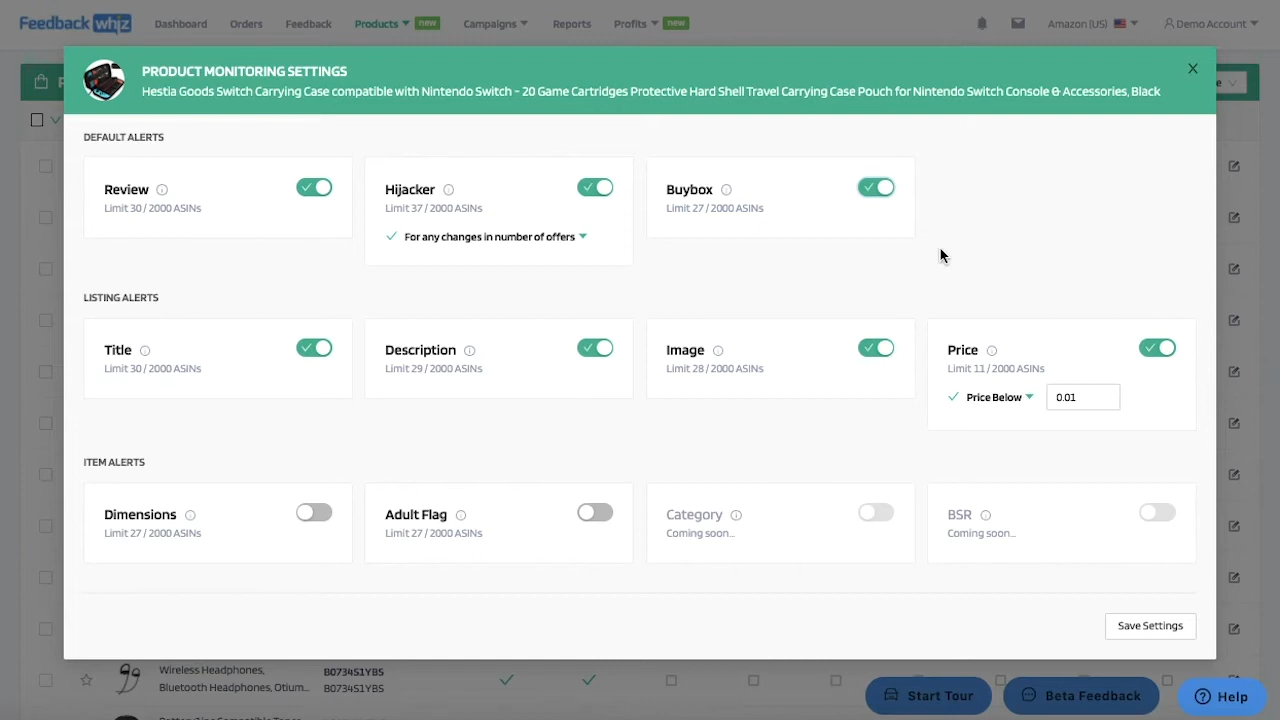 Feedback whiz
Dashboard Orders Feedback Products new Campaigns Reports Profits new Amazon (US) Demo Account
PRODUCT MONITORING SETTINGS
Hestia Goods Switch Carrying Case compatible with Nintendo Switch - 20 Game Cartridges Protective Hard Shell Travel Carrying Case Pouch for Nintendo Switch Console & Accessories, Black
DEFAULT ALERTS
Review
Limit 30 / 2000 ASINs
Hijacker
Limit 37 / 2000 ASINs
For any changes in number of offers
Buybox
Limit 27 / 2000 ASINs
LISTING ALERTS
Title
Limit 30 / 2000 ASINs
Description
Limit 29 / 2000 ASINs
Image
Limit 28 / 2000 ASINs
Price
Limit 11 / 2000 ASINs
Price Below 0.01
ITEM ALERTS
Dimensions
Limit 27 / 2000 ASINs
Adult Flag
Limit 27 / 2000 ASINs
Category
Coming soon...
BSR
Coming soon...
Save Settings
Wireless Headphones,
Bluetooth Headphones, Otium...
B0734S1YBS
B0734S1YBS
Start Tour
Beta Feedback
Help